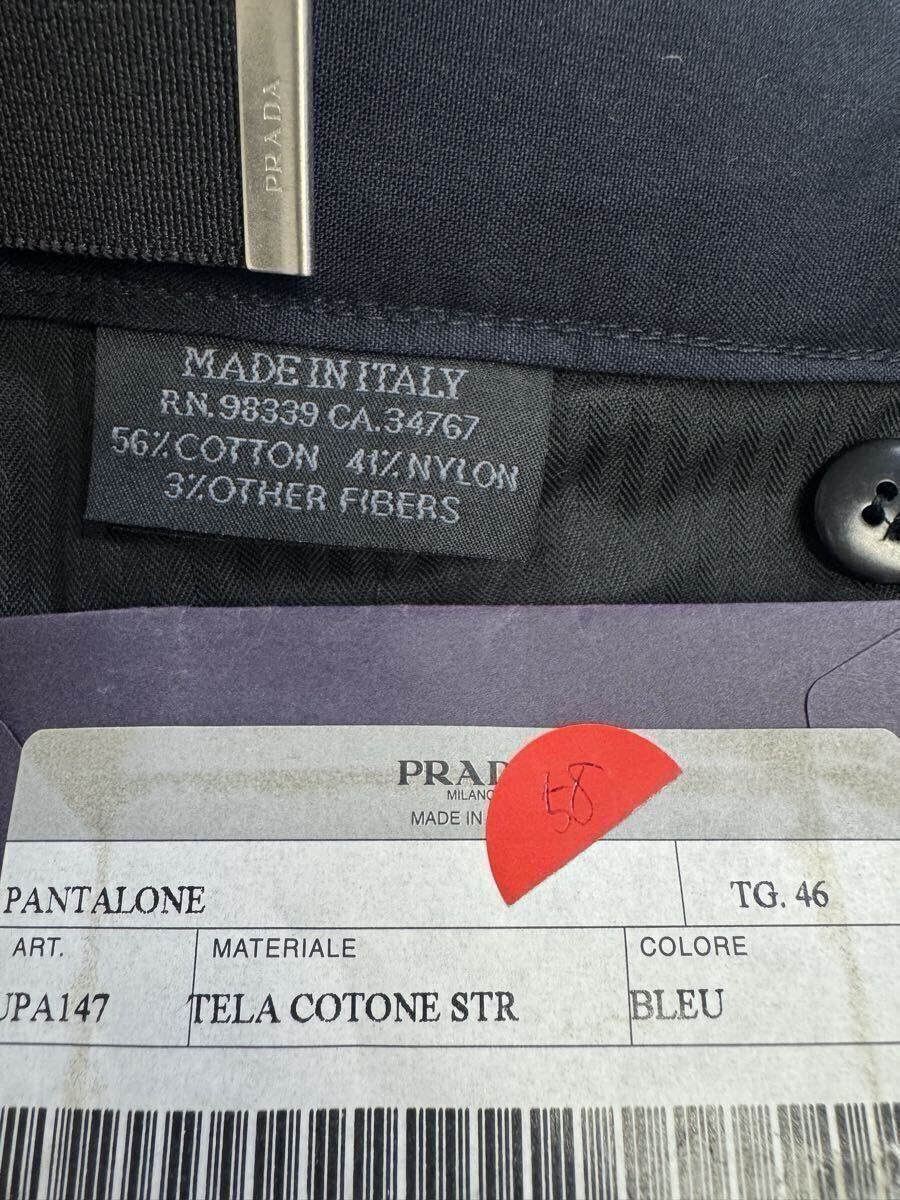 PRADA
MADE IN ITALY
RN.98339 CA.34767
56%COTTON 41%NYLON
3%OTHER FIBERS
PRAD
MILANO
MADE IN
58
PANTALONE
TG. 46
ART.
MATERIALE
COLORE
UPA147
TELA COTONE STR
BLEU